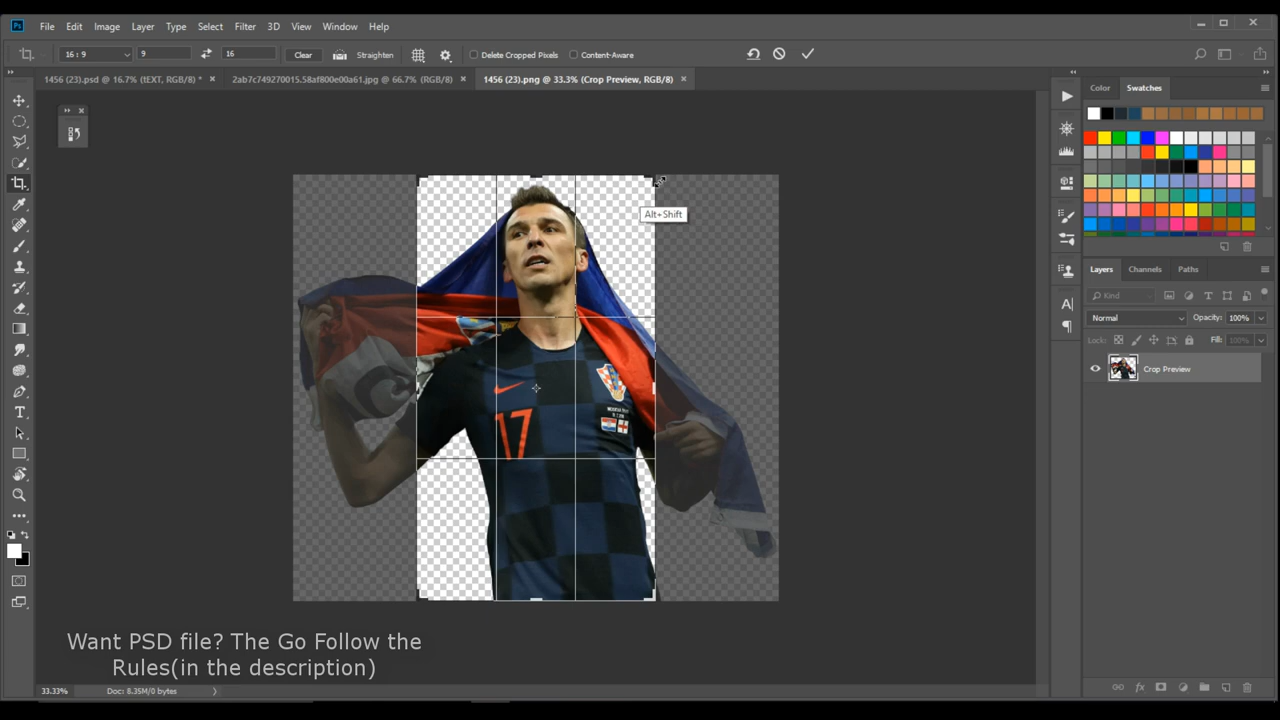 Ps File Edit Image Layer Type Select Filter 3D View Window Help
16 : 9 9 16 Clear Straighten Delete Cropped Pixels Content-Aware
1456 (23).psd @ 16.7% (tEXT, RGB/8) * 2ab7c749270015.58af800e00a61.jpg @ 66.7% (RGB/8) 1456 (23).png @ 33.3% (Crop Preview, RGB/8)
Color Swatches
Alt+Shift
17
Layers Channels Paths
Kind
Normal Opacity: 100%
Lock: Fill: 100%
Crop Preview
Want PSD file? The Go Follow the
Rules(in the description)
33.33% Doc: 8.35M/0 bytes